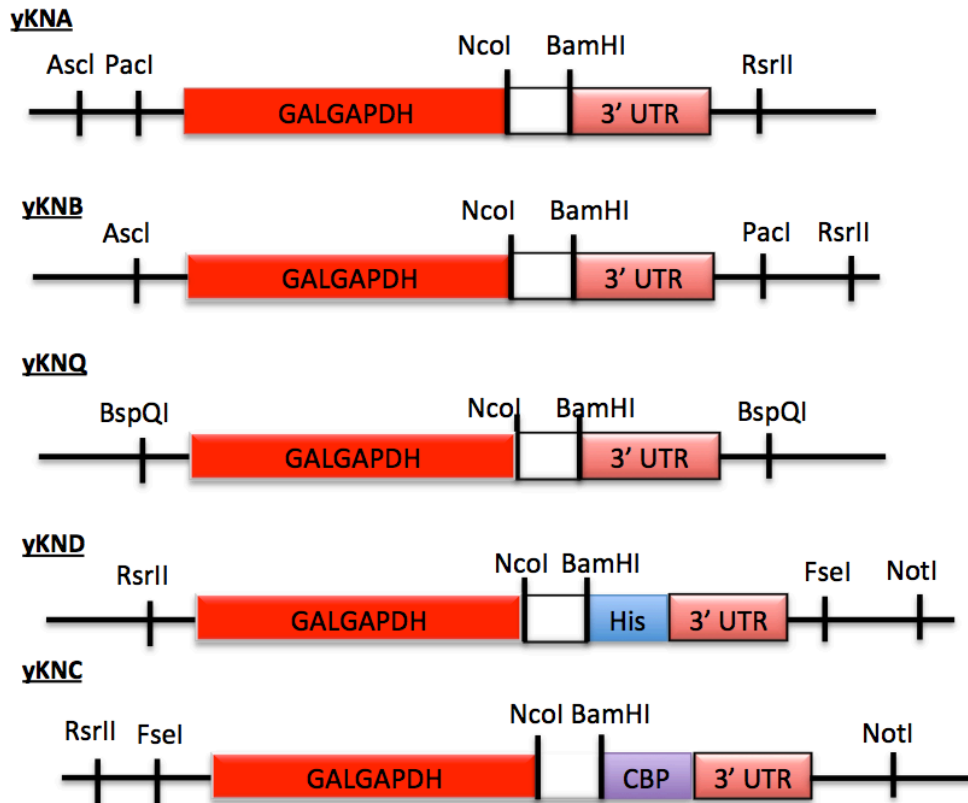 yKNA
AscI PacI NcoI BamHI RsrII
GALGAPDH 3’ UTR
yKNB
AscI NcoI BamHI PacI RsrII
GALGAPDH 3’ UTR
yKNQ
BspQI NcoI BamHI BspQI
GALGAPDH 3’ UTR
yKND
RsrII NcoI BamHI FseI NotI
GALGAPDH His 3’ UTR
yKNC
RsrII FseI NcoI BamHI NotI
GALGAPDH CBP 3’ UTR